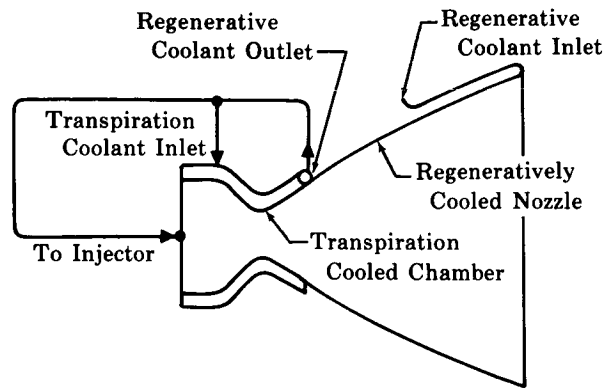 Regenerative
Coolant Outlet
Regenerative
Coolant Inlet
Transpiration
Coolant Inlet
Regeneratively
Cooled Nozzle
To Injector
Transpiration
Cooled Chamber